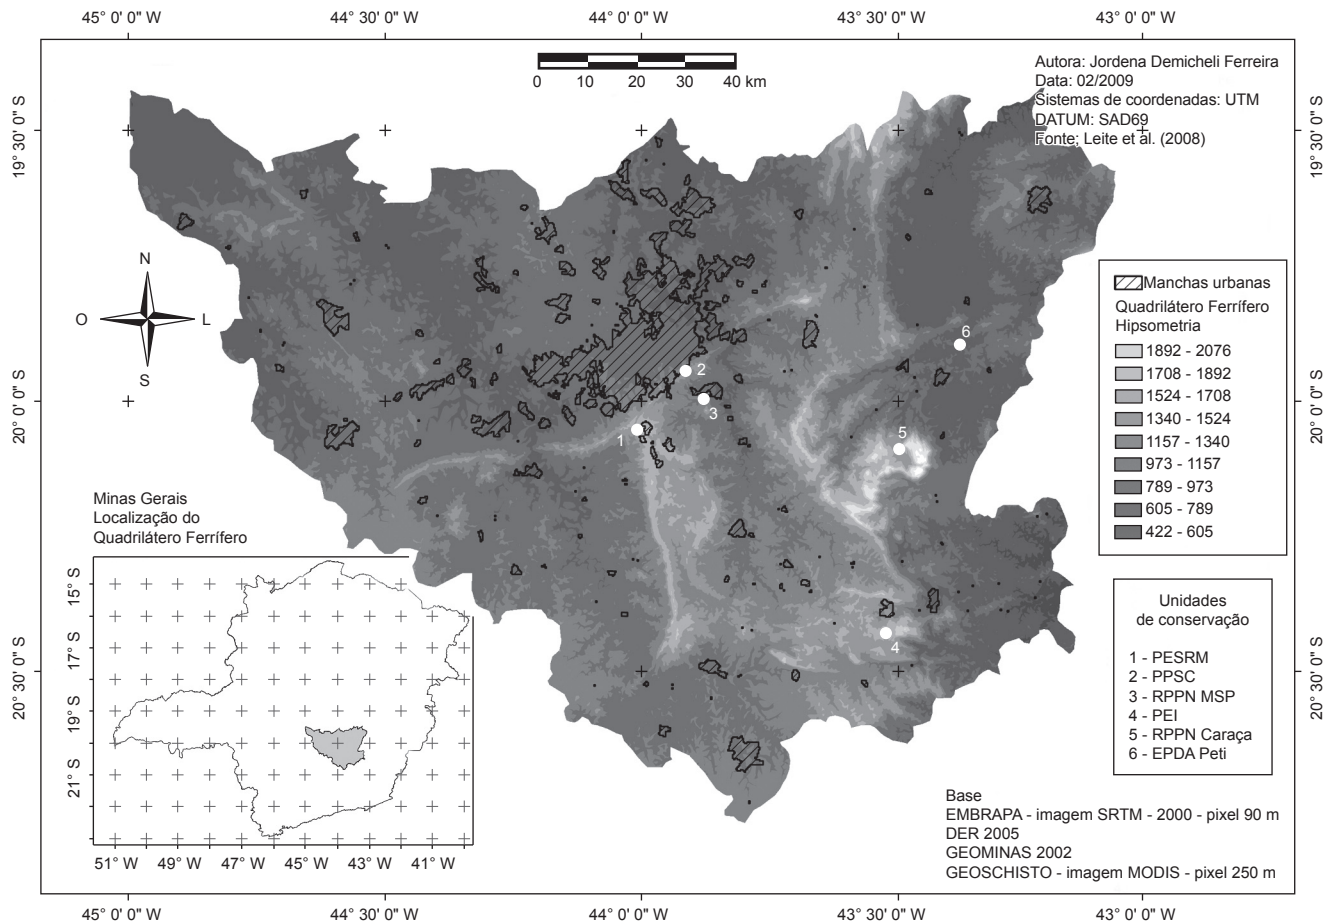 45° 0' 0" W 44° 30' 0" W 44° 0' 0" W 43° 30' 0" W 43° 0' 0" W
0 10 20 30 40 km
Autora: Jordena Demicheli Ferreira
Data: 02/2009
Sistemas de coordenadas: UTM
DATUM: SAD69
Fonte; Leite et al. (2008)
19° 30' 0" S
20° 0' 0" S
20° 30' 0" S
19° 30' 0" S
20° 0' 0" S
20° 30' 0" S
N
O L
S
1
2
3
4
5
6
Manchas urbanas
Quadrilátero Ferrífero
Hipsometria
1892 - 2076
1708 - 1892
1524 - 1708
1340 - 1524
1157 - 1340
973 - 1157
789 - 973
605 - 789
422 - 605
Unidades
de conservação
1 - PESRM
2 - PPSC
3 - RPPN MSP
4 - PEI
5 - RPPN Caraça
6 - EPDA Peti
Minas Gerais
Localização do
Quadrilátero Ferrífero
15° S
17° S
19° S
21° S
51° W 49° W 47° W 45° W 43° W 41° W
Base
EMBRAPA - imagem SRTM - 2000 - pixel 90 m
DER 2005
GEOMINAS 2002
GEOSCHISTO - imagem MODIS - pixel 250 m
45° 0' 0" W 44° 30' 0" W 44° 0' 0" W 43° 30' 0" W 43° 0' 0" W